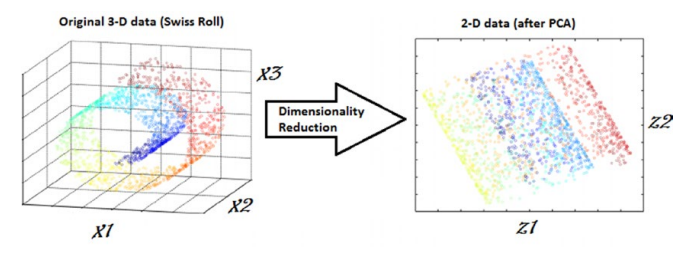 Original 3-D data (Swiss Roll)
2-D data (after PCA)
x3
Dimensionality
Reduction
z2
x2
x1
z1